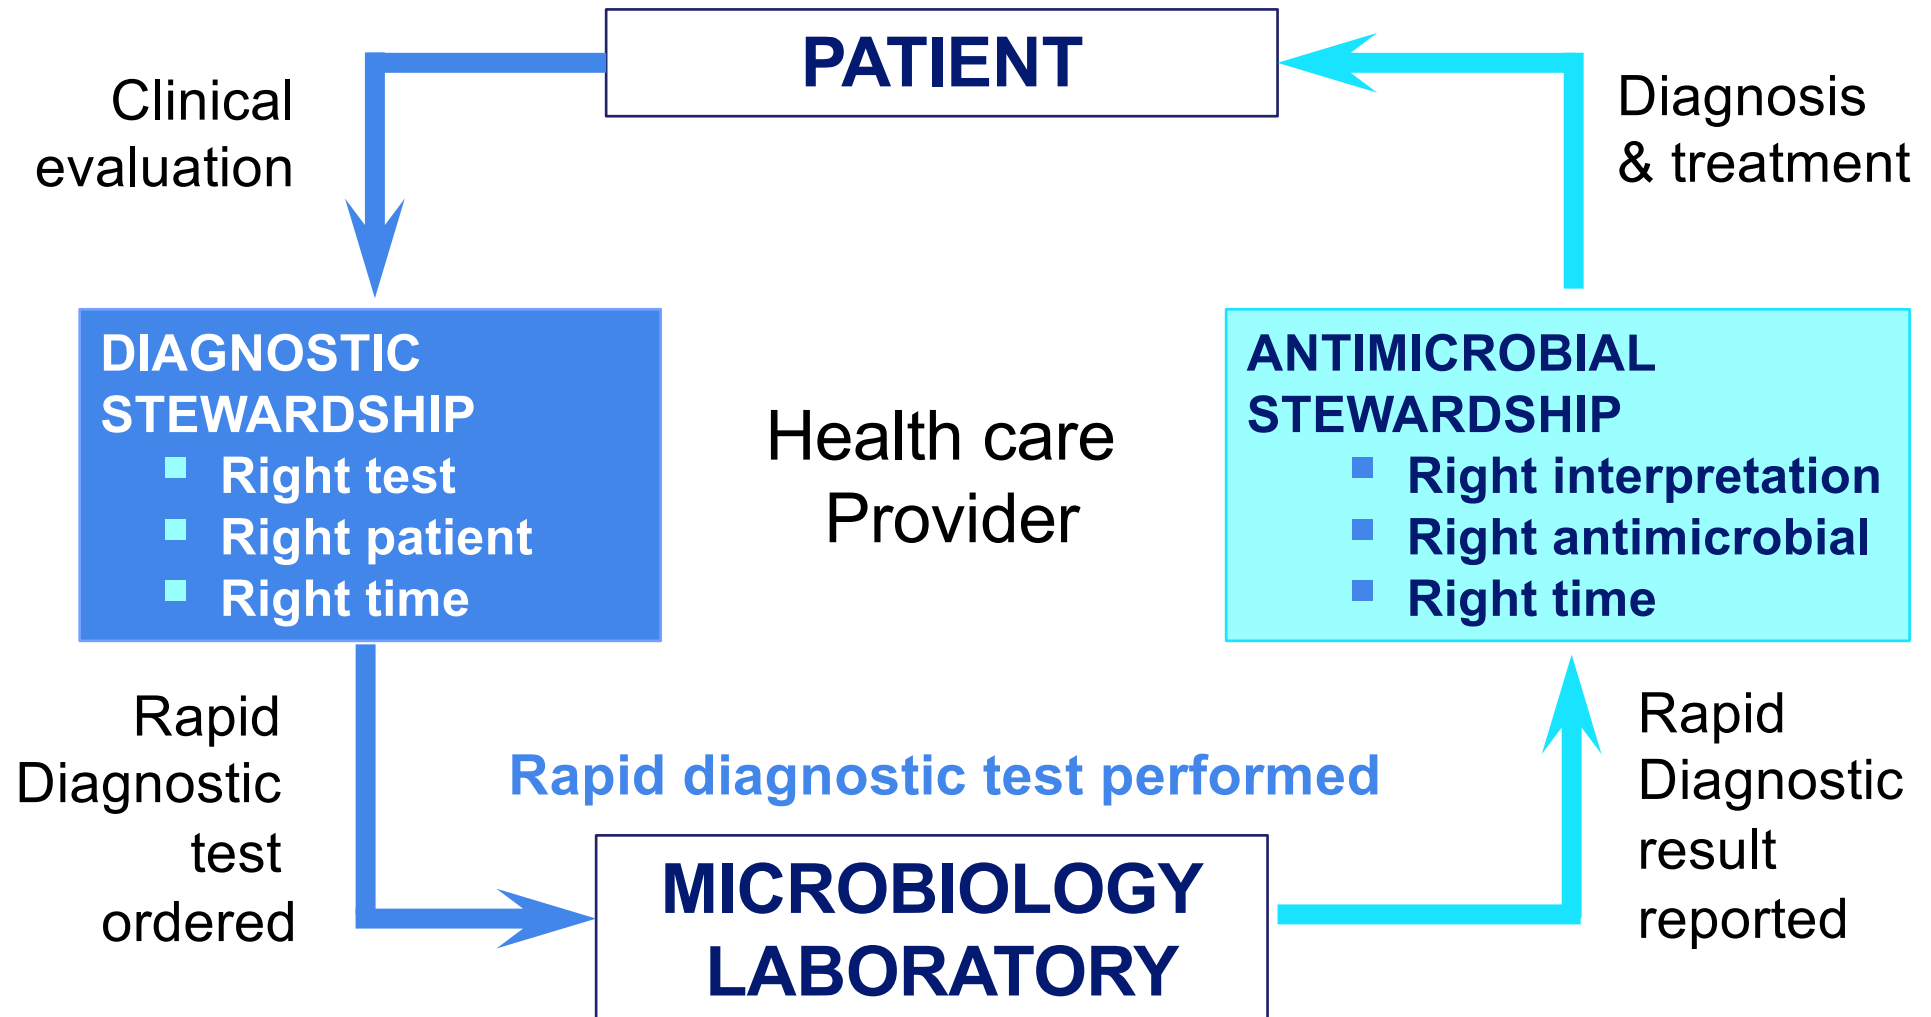 PATIENT
Clinical
evaluation
Diagnosis
& treatment
DIAGNOSTIC
STEWARDSHIP
Right test
Right patient
Right time
Health care
Provider
ANTIMICROBIAL
STEWARDSHIP
Right interpretation
Right antimicrobial
Right time
Rapid
Diagnostic
test
ordered
Rapid diagnostic test performed
MICROBIOLOGY
LABORATORY
Rapid
Diagnostic
result
reported